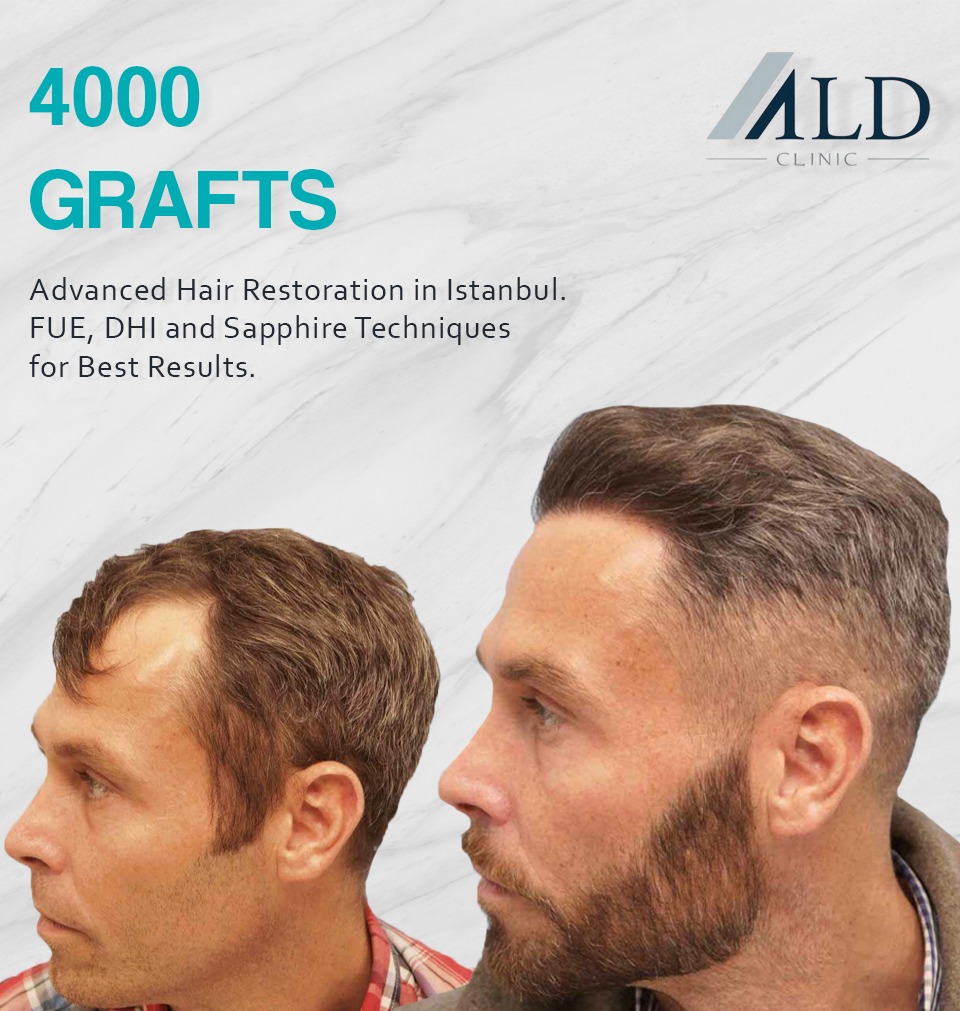 4000
GRAFTS
ALD
CLINIC
Advanced Hair Restoration in Istanbul.
FUE, DHI and Sapphire Techniques
for Best Results.